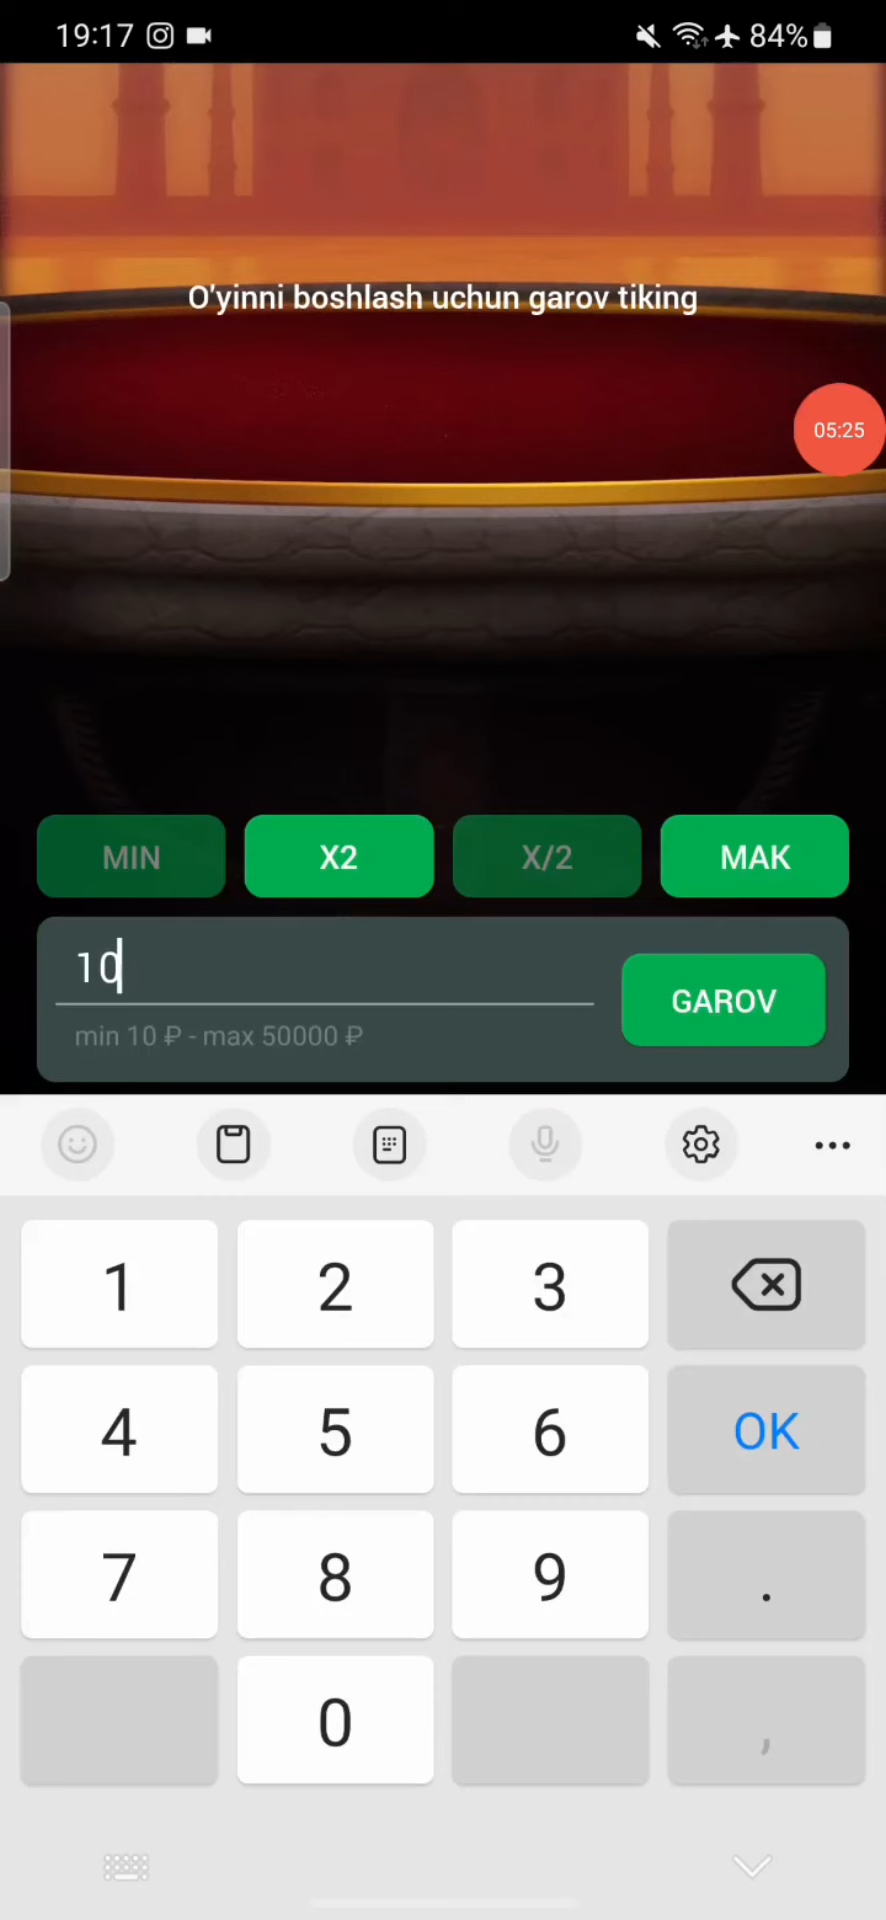 19:17 84%
O'yinni boshlash uchun garov tiking
05:25
MIN X2 X/2 MAK
10
GAROV
min 10 ₽ - max 50000 ₽
1 2 3
4 5 6 OK
7 8 9 .
0 ,